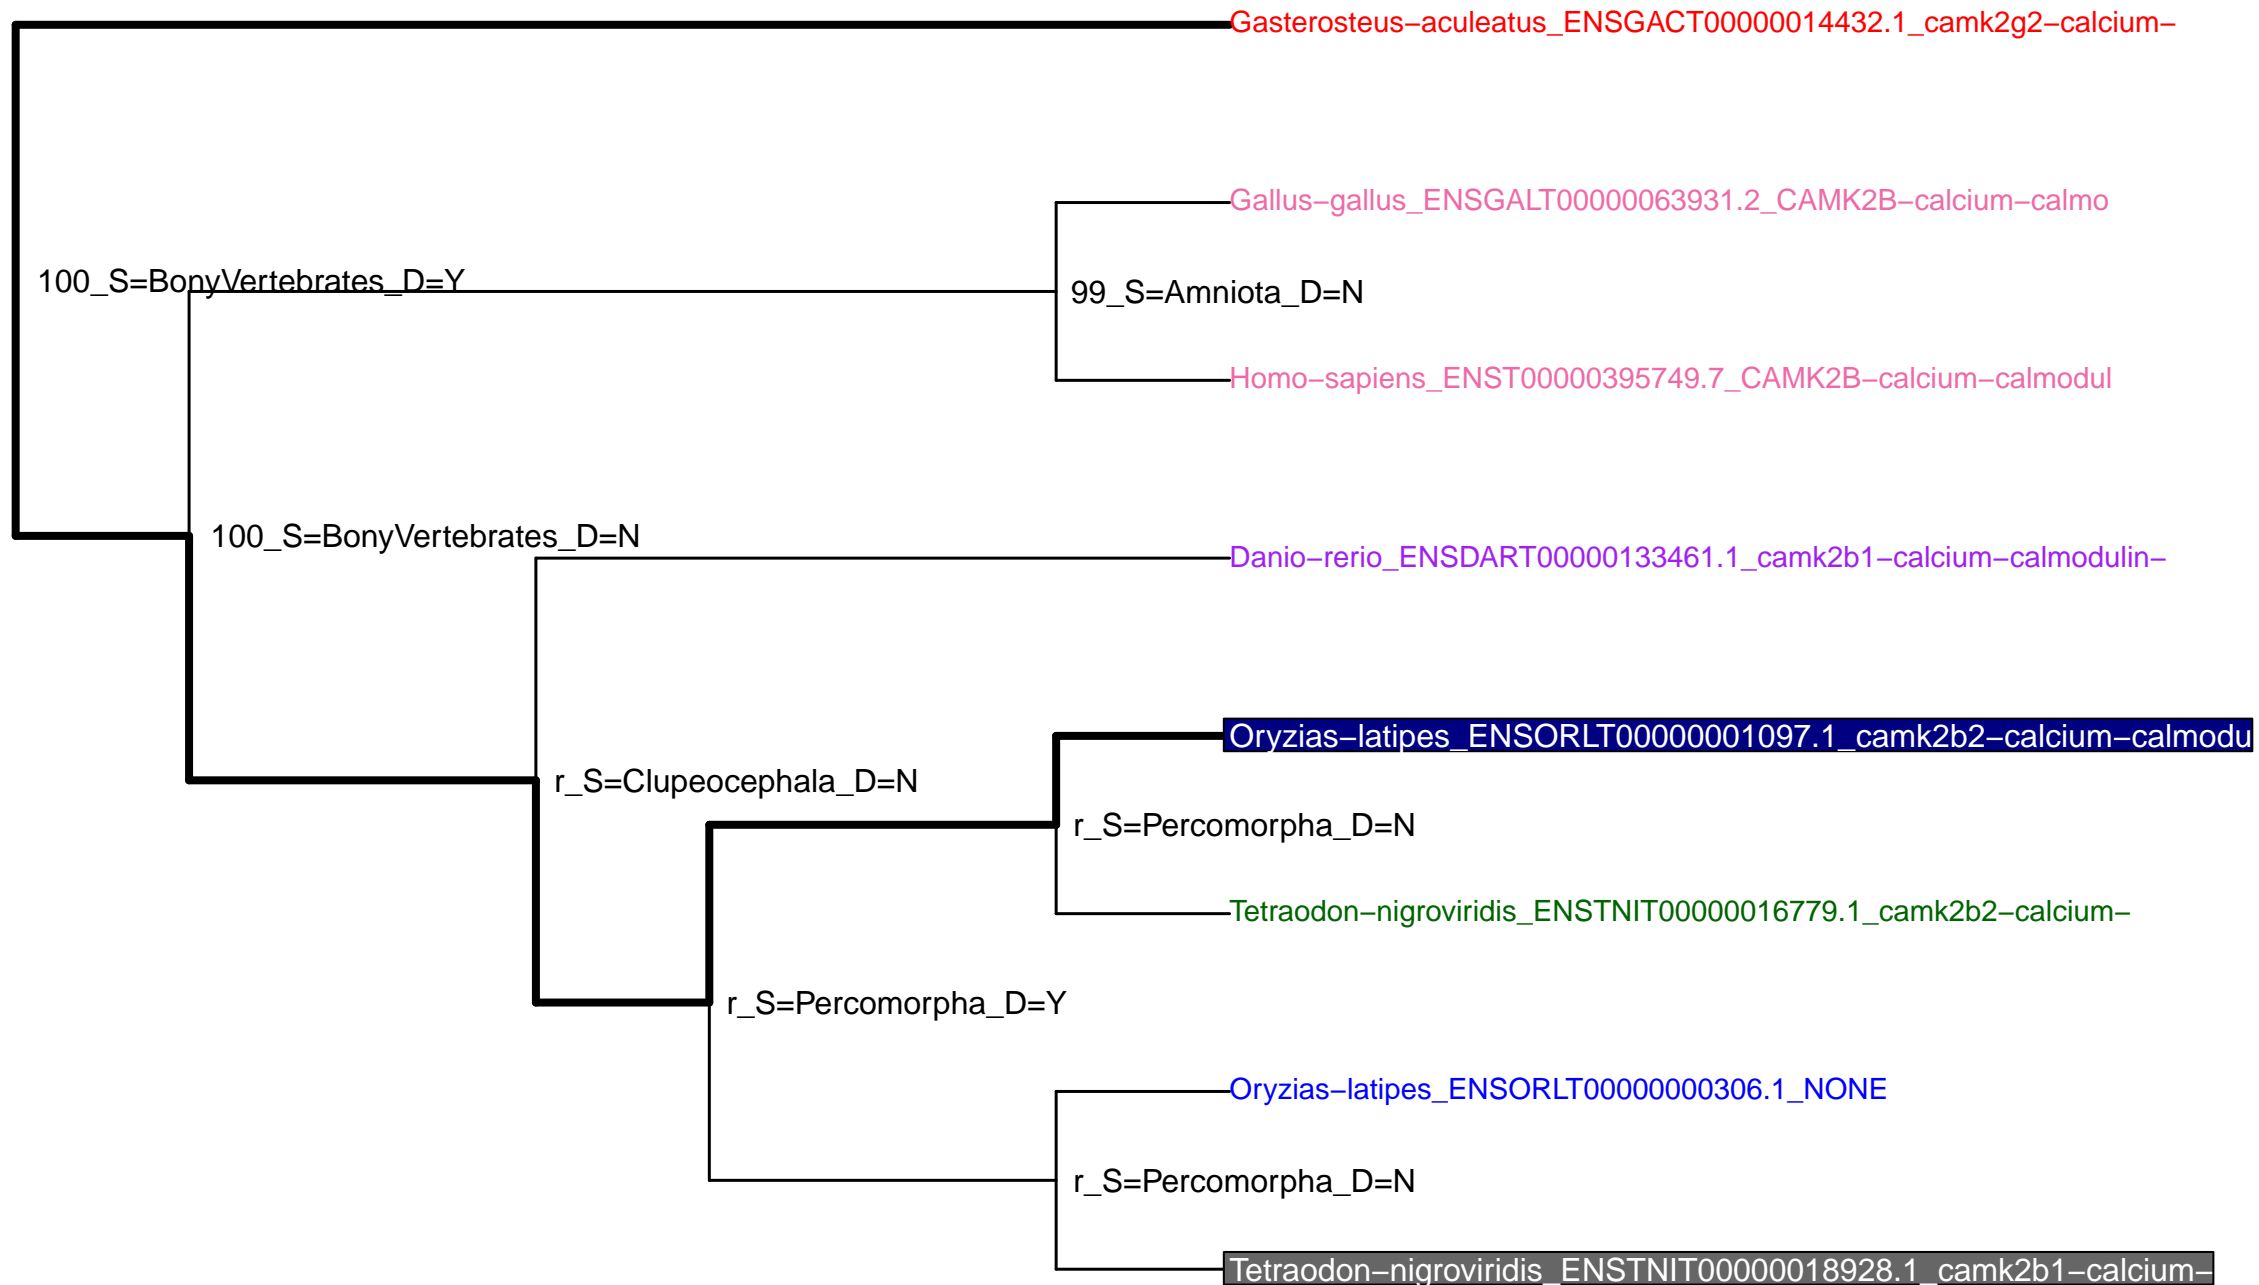 Gasterosteus−aculeatus_ENSGACT00000014432.1_camk2g2−calcium−
Gallus−gallus_ENSGALT00000063931.2_CAMK2B−calcium−calmo
100_S=BonyVertebrates_D=Y
99_S=Amniota_D=N
Homo−sapiens_ENST00000395749.7_CAMK2B−calcium−calmodul
100_S=BonyVertebrates_D=N
Danio−rerio_ENSDART00000133461.1_camk2b1−calcium−calmodulin−
Oryzias−latipes_ENSORLT00000001097.1_camk2b2−calcium−calmodu
r_S=Clupeocephala_D=N
r_S=Percomorpha_D=N
Tetraodon−nigroviridis_ENSTNIT00000016779.1_camk2b2−calcium−
r_S=Percomorpha_D=Y
Oryzias−latipes_ENSORLT00000000306.1_NONE
r_S=Percomorpha_D=N
Tetraodon−nigroviridis_ENSTNIT00000018928.1_camk2b1−calcium−